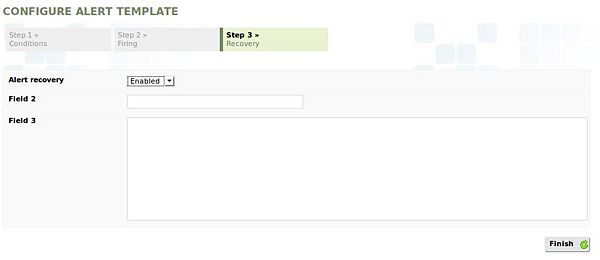 CONFIGURE ALERT TEMPLATE
Step 1 »
Conditions
Step 2 »
Firing
Step 3 »
Recovery
Alert recovery
Enabled
Field 2
Field 3
Finish